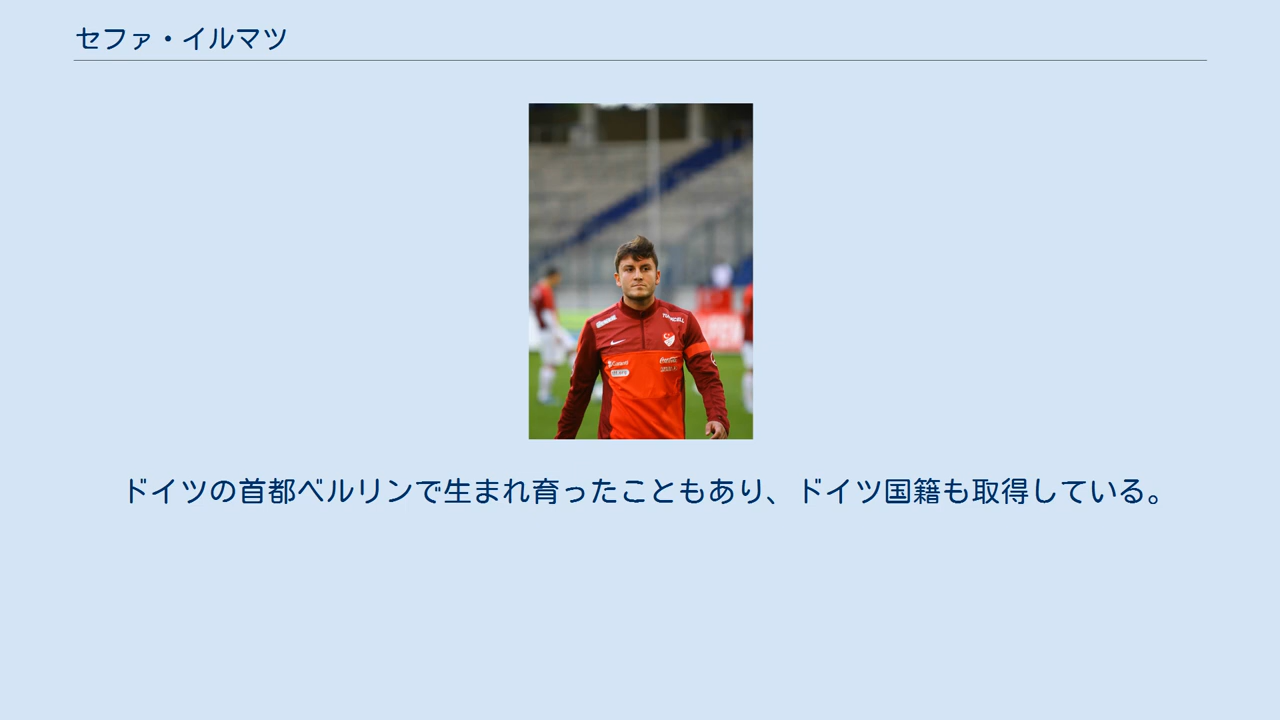 セファ・イルマツ
ドイツの首都ベルリンで生まれ育ったこともあり、ドイツ国籍も取得している。